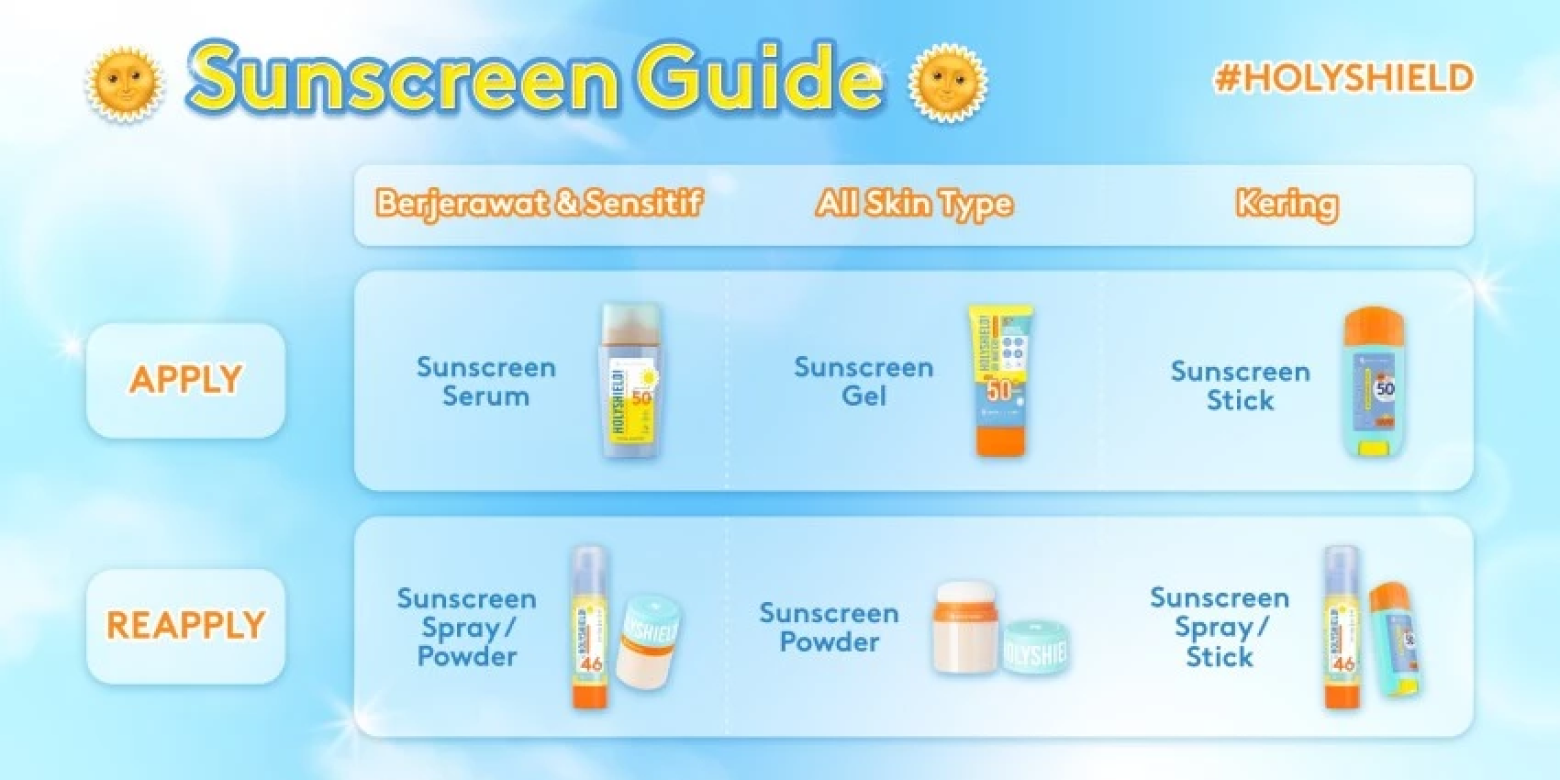 Sunscreen Guide
#HOLYSHIELD
Berjerawat & Sensitif
All Skin Type
Kering
APPLY
Sunscreen
Serum
HOLYSHIELD!
50
Sunscreen
Gel
HOLYSHIELD!
50
Sunscreen
Stick
50
REAPPLY
Sunscreen
Spray/
Powder
HOLYSHIELD!
46
Sunscreen
Powder
Sunscreen
Spray/
Stick
HOLYSHIELD!
46
50